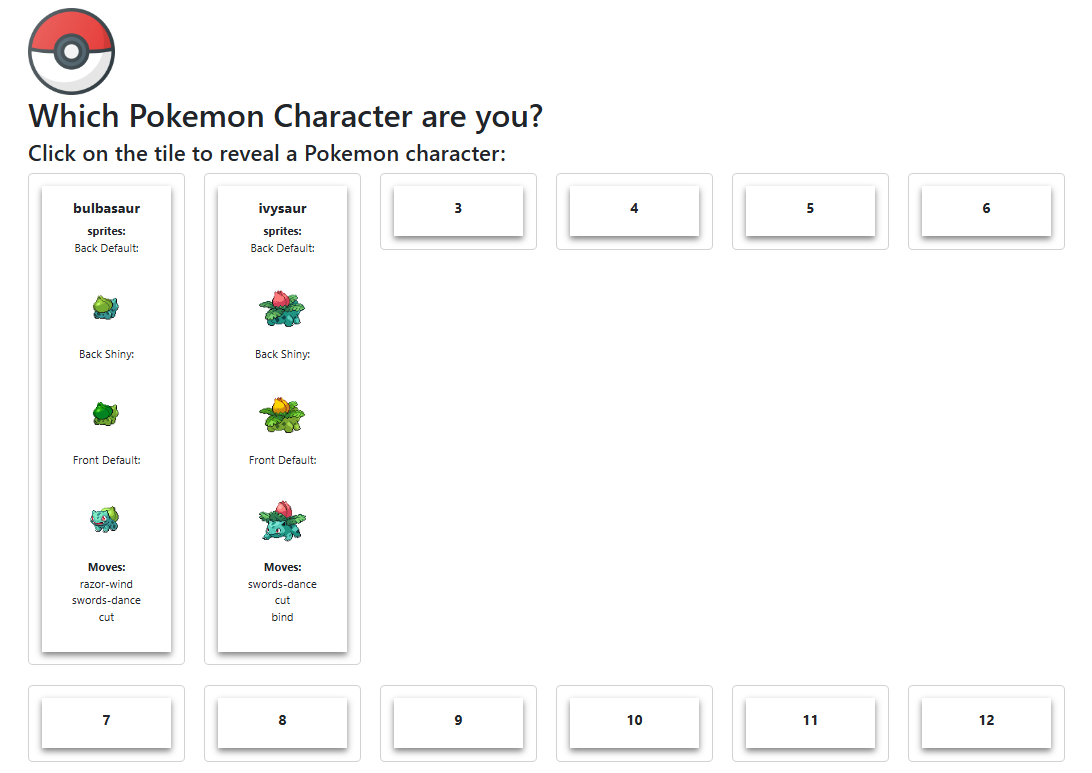 Which Pokemon Character are you?
Click on the tile to reveal a Pokemon character:
bulbasaur
sprites:
Back Default:
Back Shiny:
Front Default:
Moves:
razor-wind
swords-dance
cut
ivysaur
sprites:
Back Default:
Back Shiny:
Front Default:
Moves:
swords-dance
cut
bind
3
4
5
6
7
8
9
10
11
12